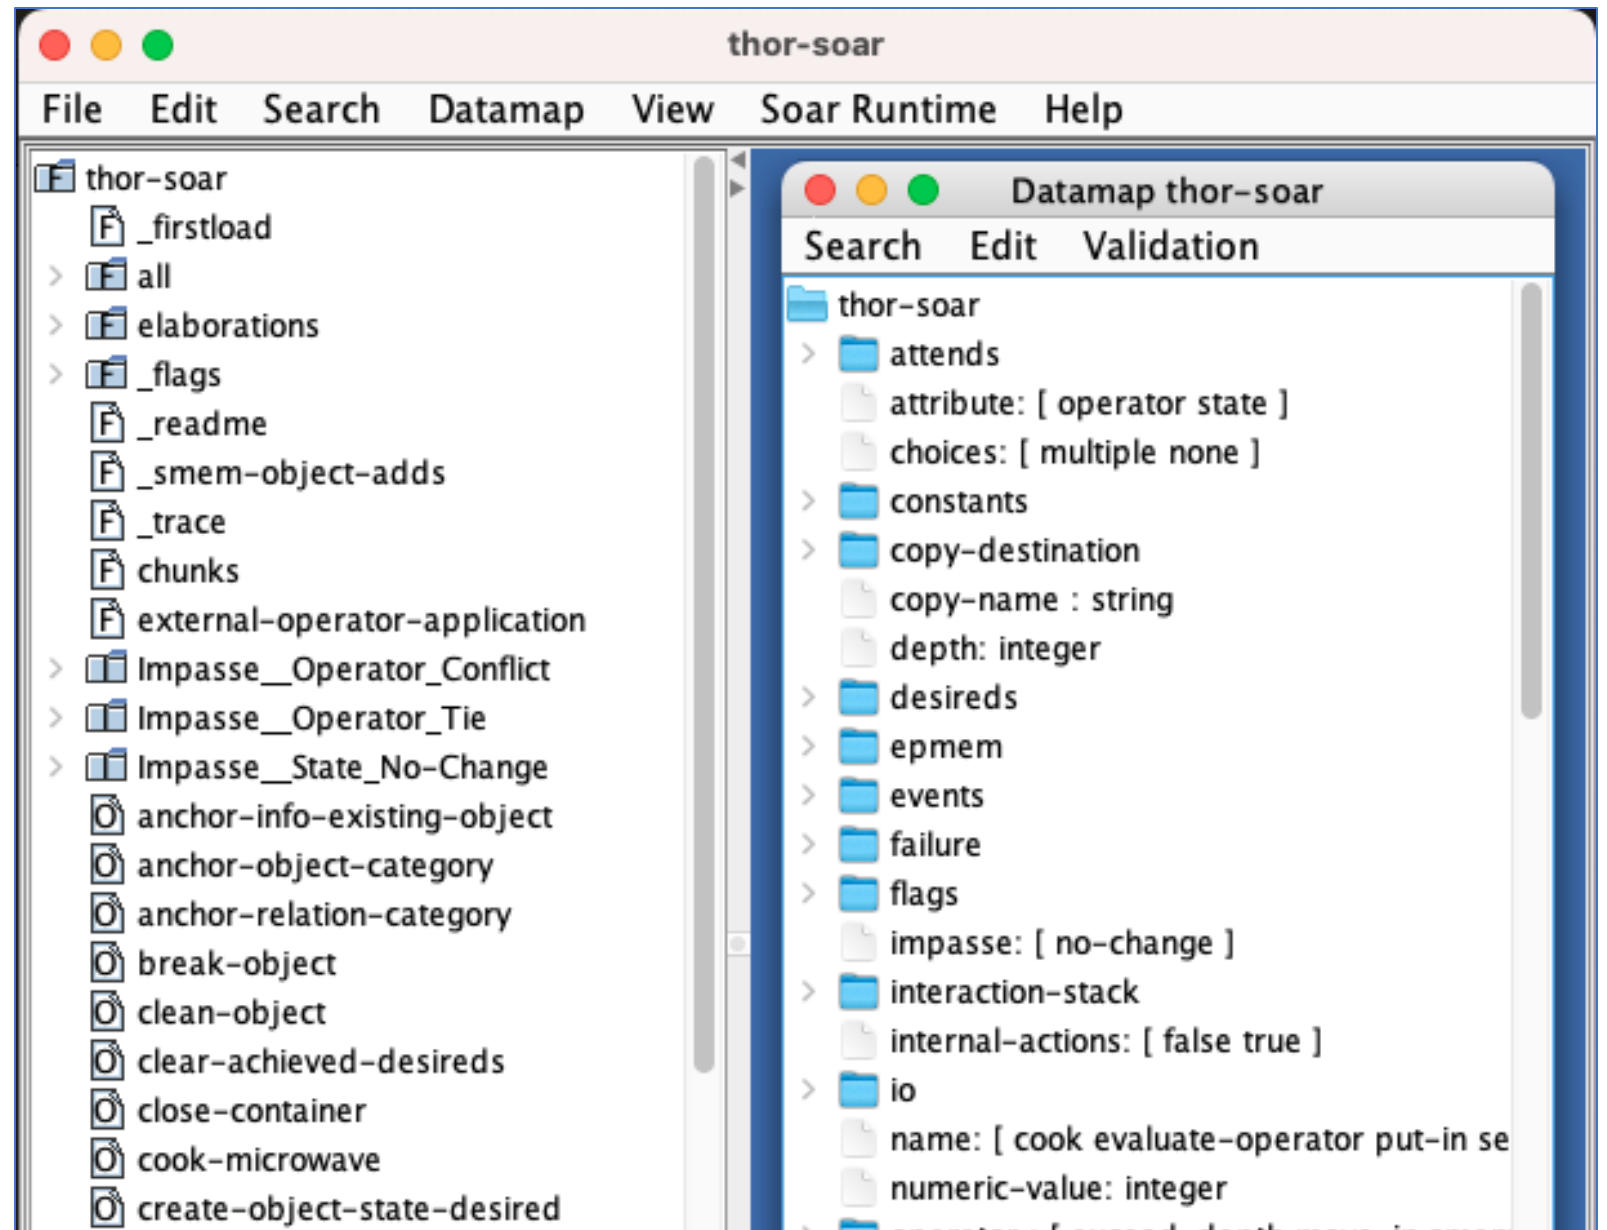 thor-soar
File Edit Search Datamap View Soar Runtime Help
thor-soar
_firstload
all
elaborations
_flags
_readme
_smem-object-adds
_trace
chunks
external-operator-application
Impasse__Operator_Conflict
Impasse__Operator_Tie
Impasse__State_No-Change
anchor-info-existing-object
anchor-object-category
anchor-relation-category
break-object
clean-object
clear-achieved-desireds
close-container
cook-microwave
create-object-state-desired
Datamap thor-soar
Search Edit Validation
thor-soar
attends
attribute: [ operator state ]
choices: [ multiple none ]
constants
copy-destination
copy-name : string
depth: integer
desireds
epmem
events
failure
flags
impasse: [ no-change ]
interaction-stack
internal-actions: [ false true ]
io
name: [ cook evaluate-operator put-in se
numeric-value: integer